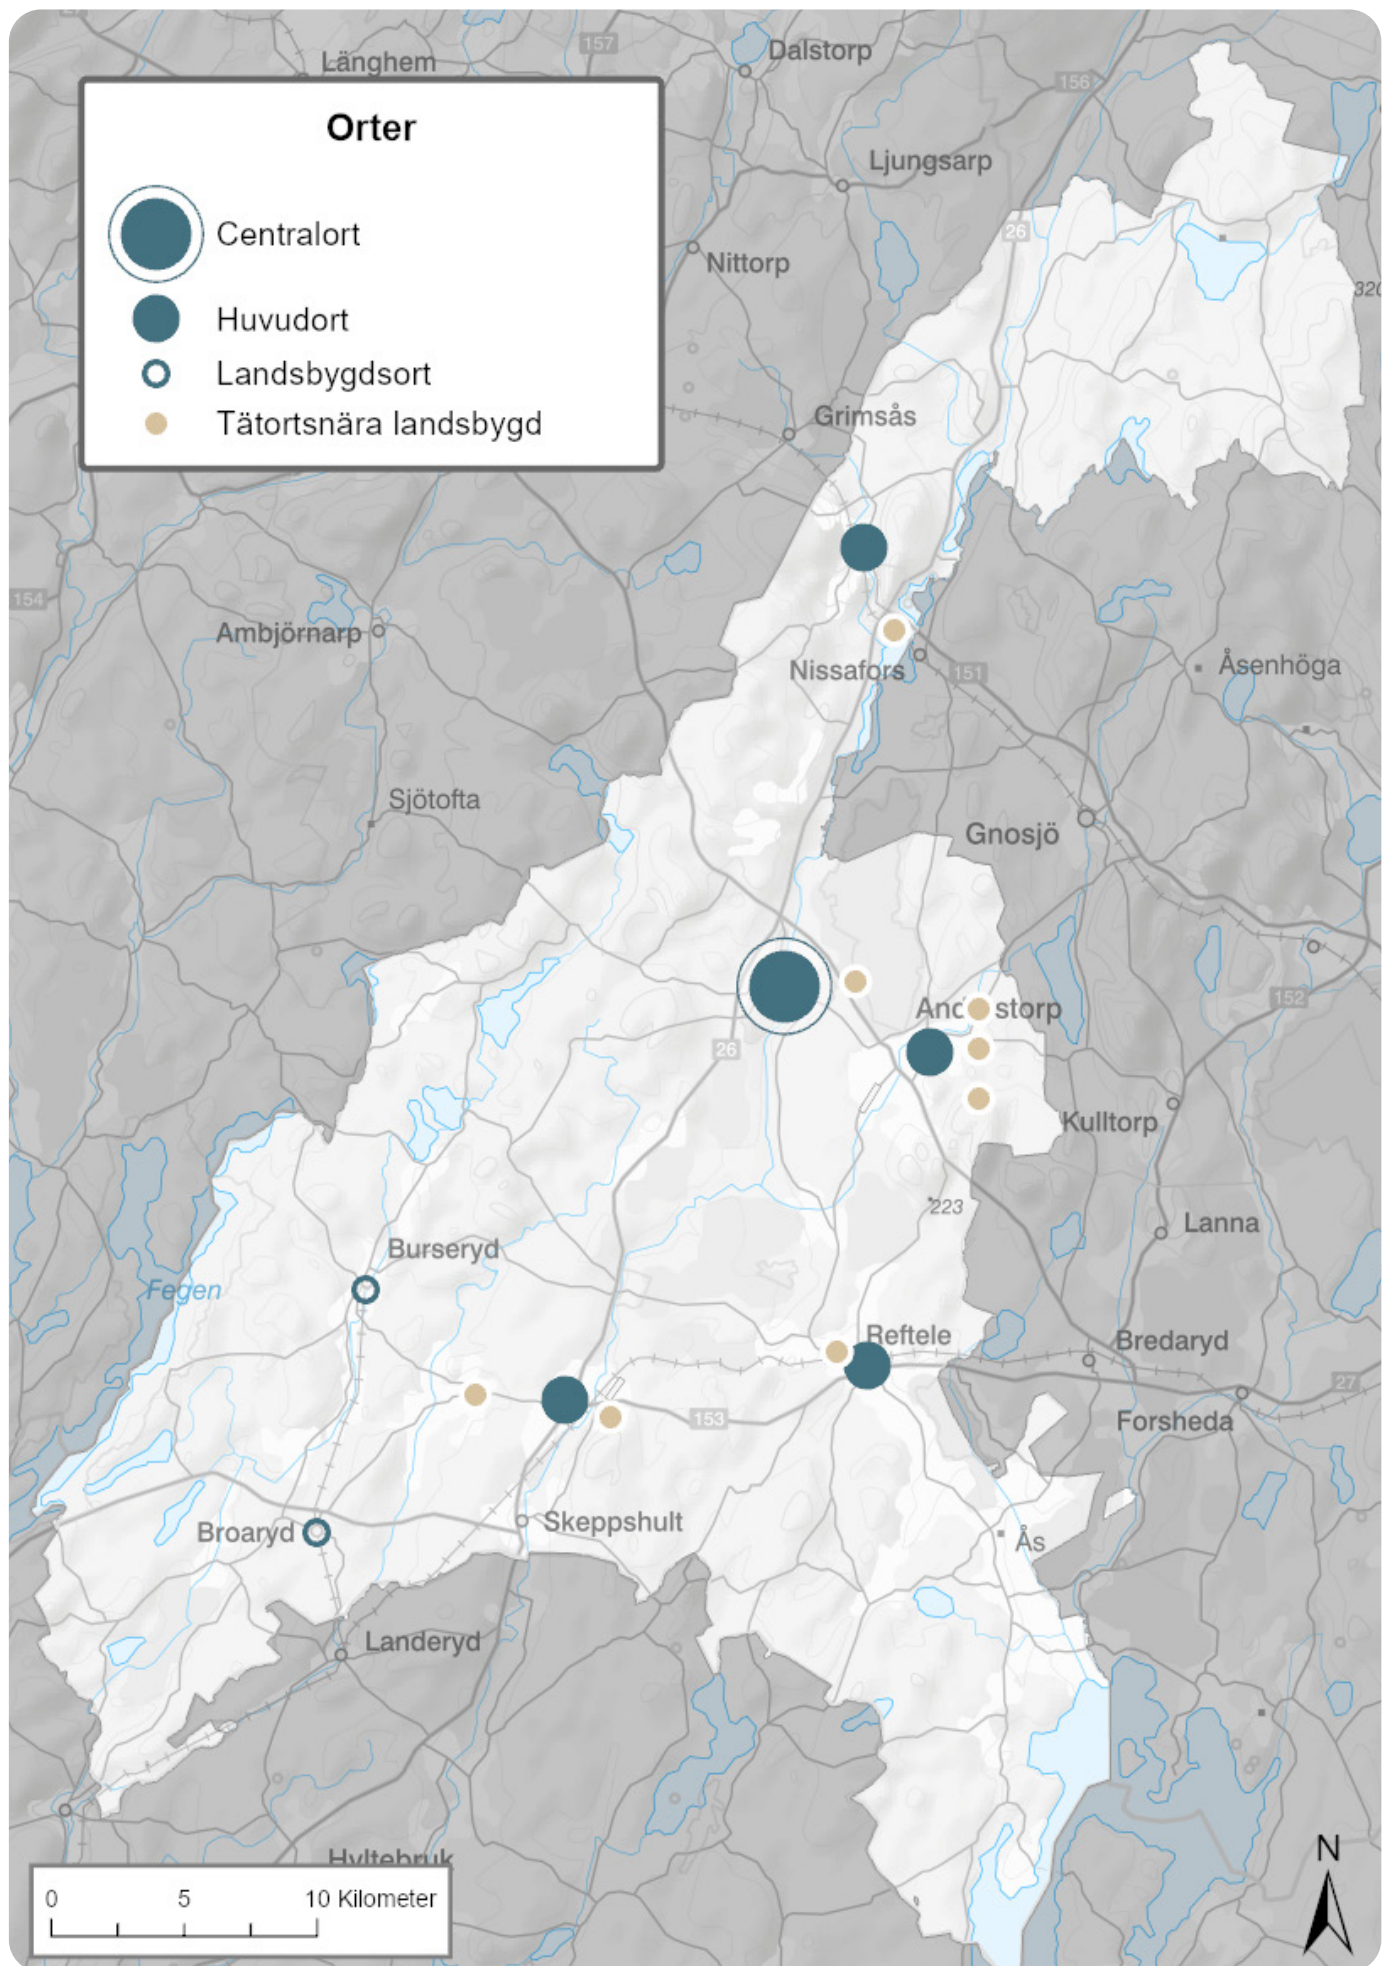 Länghem
157
Dalstorp
156
Orter
Ljungsarp
Centralort
26
Nittorp
320
Huvudort
Landsbygdsort
Grimsås
Tätortsnära landsbygd
154
Ambjörnarp
Nissafors
151
Åsenhöga
Sjötofta
Gnosjö
152
26
Kulltorp
223
Lanna
Burseryd
Fegen
Reftele
Bredaryd
27
153
Forsheda
Skeppshult
Broaryd
Ås
Landeryd
N
Hyltebruk
0 5 10 Kilometer